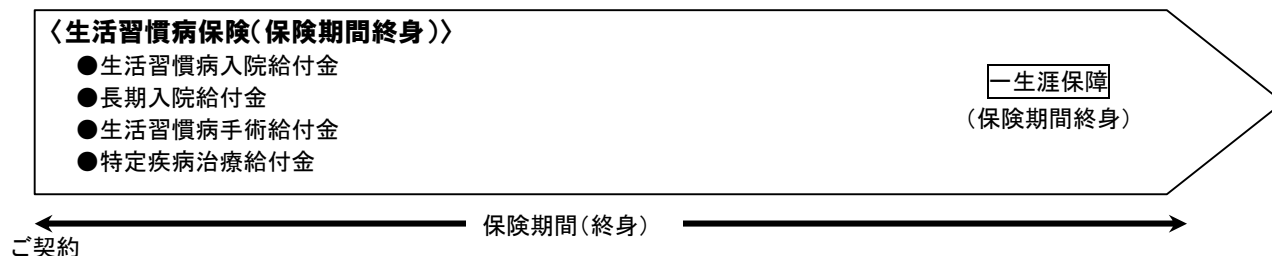 〈生活習慣病保険(保険期間終身)〉
●生活習慣病入院給付金
●長期入院給付金
●生活習慣病手術給付金
●特定疾病治療給付金
一生涯保障
(保険期間終身)
保険期間(終身)
ご契約